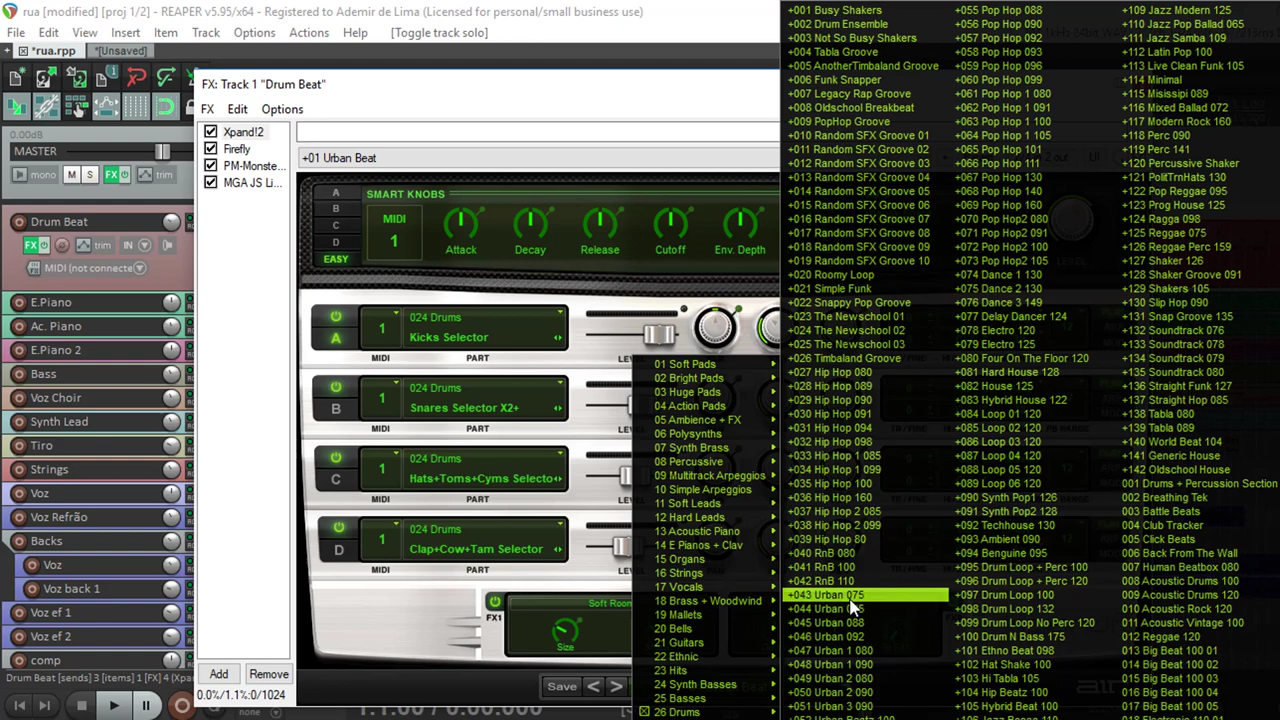 rua [modified] [proj 1/2] - REAPER v5.95/x64 - Registered to Ademir de Lima (Licensed for personal/small business use)
File Edit View Insert Item Track Options Actions Help [Toggle track solo]
*rua.rpp *[Unsaved]
0.00dB
MASTER
mono M S FX trim
Drum Beat
FX trim IN
MIDI (not connecte
E.Piano
Ac. Piano
E.Piano 2
Bass
Voz Choir
Synth Lead
Tiro
Strings
Voz
Voz Refrão
Backs
Voz
Voz back 1
Voz ef 1
Voz ef 2
comp
Drum Beat [sends] 3 [items] 1 [FX] 4 (Xpand
none
1.1.00 / 0:00.000
FX: Track 1 "Drum Beat"
FX Edit Options
Xpand!2
Firefly
PM-Monste...
MGA JS Li...
Add Remove
0.0%/1.1%:0/1024
+01 Urban Beat
A
B
C
D
EASY
SMART KNOBS
MIDI
1
Attack Decay Release Cutoff Env. Depth
A 1 024 Drums
Kicks Selector
MIDI PART LEVEL
B 1 024 Drums
Snares Selector X2+
MIDI PART
C 1 024 Drums
Hats+Toms+Cyms Selecto
MIDI PART
D 1 024 Drums
Clap+Cow+Tam Selector
MIDI PART
FX1 Soft Room
Size
Save < >
01 Soft Pads
02 Bright Pads
03 Huge Pads
04 Action Pads
05 Ambience + FX
06 Polysynths
07 Synth Brass
08 Percussive
09 Multitrack Arpeggios
10 Simple Arpeggios
11 Soft Leads
12 Hard Leads
13 Acoustic Piano
14 E Pianos + Clav
15 Organs
16 Strings
17 Vocals
18 Brass + Woodwind
19 Mallets
20 Bells
21 Guitars
22 Ethnic
23 Hits
24 Synth Basses
25 Basses
26 Drums
+001 Busy Shakers
+002 Drum Ensemble
+003 Not So Busy Shakers
+004 Tabla Groove
+005 AnotherTimbaland Groove
+006 Funk Snapper
+007 Legacy Rap Groove
+008 Oldschool Breakbeat
+009 PopHop Groove
+010 Random SFX Groove 01
+011 Random SFX Groove 02
+012 Random SFX Groove 03
+013 Random SFX Groove 04
+014 Random SFX Groove 05
+015 Random SFX Groove 06
+016 Random SFX Groove 07
+017 Random SFX Groove 08
+018 Random SFX Groove 09
+019 Random SFX Groove 10
+020 Roomy Loop
+021 Simple Funk
+022 Snappy Pop Groove
+023 The Newschool 01
+024 The Newschool 02
+025 The Newschool 03
+026 Timbaland Groove
+027 Hip Hop 080
+028 Hip Hop 089
+029 Hip Hop 090
+030 Hip Hop 091
+031 Hip Hop 094
+032 Hip Hop 098
+033 Hip Hop 1 085
+034 Hip Hop 1 099
+035 Hip Hop 100
+036 Hip Hop 160
+037 Hip Hop 2 085
+038 Hip Hop 2 099
+039 Hip Hop 80
+040 RnB 080
+041 RnB 100
+042 RnB 110
+043 Urban 075
+044 Urban
+045 Urban 088
+046 Urban 092
+047 Urban 1 080
+048 Urban 1 090
+049 Urban 2 080
+050 Urban 2 090
+051 Urban 3 090
+052 Urban Beatz 100
+055 Pop Hop 088
+056 Pop Hop 090
+057 Pop Hop 092
+058 Pop Hop 093
+059 Pop Hop 096
+060 Pop Hop 099
+061 Pop Hop 1 080
+062 Pop Hop 1 091
+063 Pop Hop 1 100
+064 Pop Hop 1 105
+065 Pop Hop 101
+066 Pop Hop 111
+067 Pop Hop 130
+068 Pop Hop 140
+069 Pop Hop 160
+070 Pop Hop2 080
+071 Pop Hop2 091
+072 Pop Hop2 100
+073 Pop Hop2 105
+074 Dance 1 130
+075 Dance 2 130
+076 Dance 3 149
+077 Delay Dancer 124
+078 Electro 120
+079 Electro 125
+080 Four On The Floor 120
+081 Hard House 128
+082 House 125
+083 Hybrid House 122
+084 Loop 01 120
+085 Loop 02 120
+086 Loop 03 120
+087 Loop 04 120
+088 Loop 05 120
+089 Loop 06 120
+090 Synth Pop1 126
+091 Synth Pop2 128
+092 Techhouse 130
+093 Ambient 090
+094 Benguine 095
+095 Drum Loop + Perc 100
+096 Drum Loop + Perc 120
+097 Drum Loop 100
+098 Drum Loop 132
+099 Drum Loop No Perc 120
+100 Drum N Bass 175
+101 Ethno Beat 098
+102 Hat Shake 100
+103 Hi Tabla 105
+104 Hip Beatz 100
+105 Hybrid Beat 100
+109 Jazz Modern 125
+110 Jazz Pop Ballad 065
+111 Jazz Samba 109
+112 Latin Pop 100
+113 Live Clean Funk 105
+114 Minimal
+115 Mississipi 089
+116 Mixed Ballad 072
+117 Modern Rock 160
+118 Perc 090
+119 Perc 141
+120 Percussive Shaker
+121 PolitTrnHats 130
+122 Pop Reggae 095
+123 Prog House 125
+124 Ragga 098
+125 Reggae 075
+126 Reggae Perc 159
+127 Shaker 126
+128 Shaker Groove 091
+129 Shakers 105
+130 Slip Hop 090
+131 Snap Groove 135
+132 Soundtrack 076
+133 Soundtrack 078
+134 Soundtrack 079
+135 Soundtrack 080
+136 Straight Funk 127
+137 Straight Hop 085
+138 Tabla 080
+139 Tabla 089
+140 World Beat 104
+141 Generic House
+142 Oldschool House
001 Drums + Percussion Section
002 Breathing Tek
003 Battle Beats
004 Club Tracker
005 Click Beats
006 Back From The Wall
007 Human Beatbox 080
008 Acoustic Drums 100
009 Acoustic Drums 120
010 Acoustic Rock 120
011 Acoustic Vintage 100
012 Reggae 120
013 Big Beat 100 01
014 Big Beat 100 02
015 Big Beat 100 03
016 Big Beat 100 04